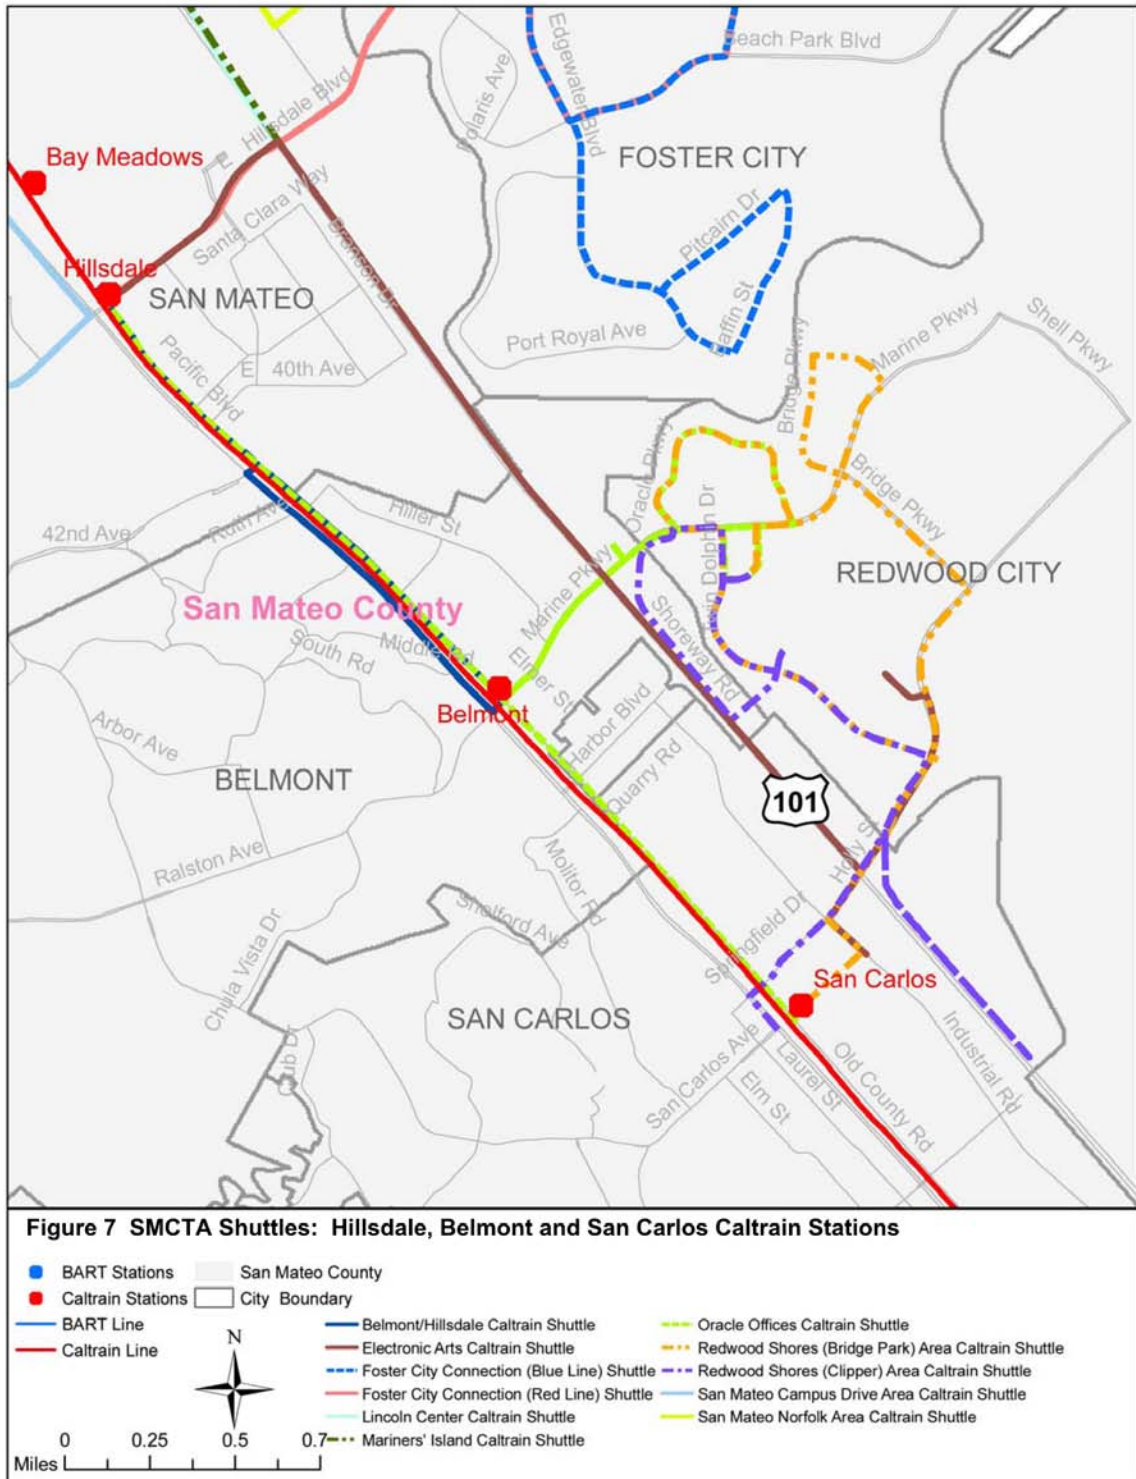 Beach Park Blvd
Edgewater Blvd
Polaris Ave
E Hillsdale Blvd
FOSTER CITY
Bay Meadows
Santa Clara Way
Pitcairn Dr
Branson Dr
Hillsdale
SAN MATEO
Baffin St
Port Royal Ave
Bridge Pkwy
Marine Pkwy
Shell Pkwy
Pacific Blvd
E 40th Ave
Oracle Pkwy
Bridge Pkwy
42nd Ave
Ruth Ave
Hiller St
Twin Dolphin Dr
REDWOOD CITY
San Mateo County
E Marine Pkwy
Shoreway Rd
South Rd
Middle Rd
Elmer St
Belmont
Harbor Blvd
Arbor Ave
BELMONT
Quarry Rd
101
Ralston Ave
Molitor Rd
Holly St
Shelford Ave
Springfield Dr
Chula Vista Dr
San Carlos
SAN CARLOS
Club Dr
San Carlos Ave
Laurel St
Elm St
Old County Rd
Industrial Rd
Figure 7 SMCTA Shuttles: Hillsdale, Belmont and San Carlos Caltrain Stations
BART Stations
San Mateo County
Caltrain Stations
City Boundary
BART Line
Caltrain Line
N
0 0.25 0.5 0.7
Miles
Belmont/Hillsdale Caltrain Shuttle
Electronic Arts Caltrain Shuttle
Foster City Connection (Blue Line) Shuttle
Foster City Connection (Red Line) Shuttle
Lincoln Center Caltrain Shuttle
Mariners' Island Caltrain Shuttle
Oracle Offices Caltrain Shuttle
Redwood Shores (Bridge Park) Area Caltrain Shuttle
Redwood Shores (Clipper) Area Caltrain Shuttle
San Mateo Campus Drive Area Caltrain Shuttle
San Mateo Norfolk Area Caltrain Shuttle